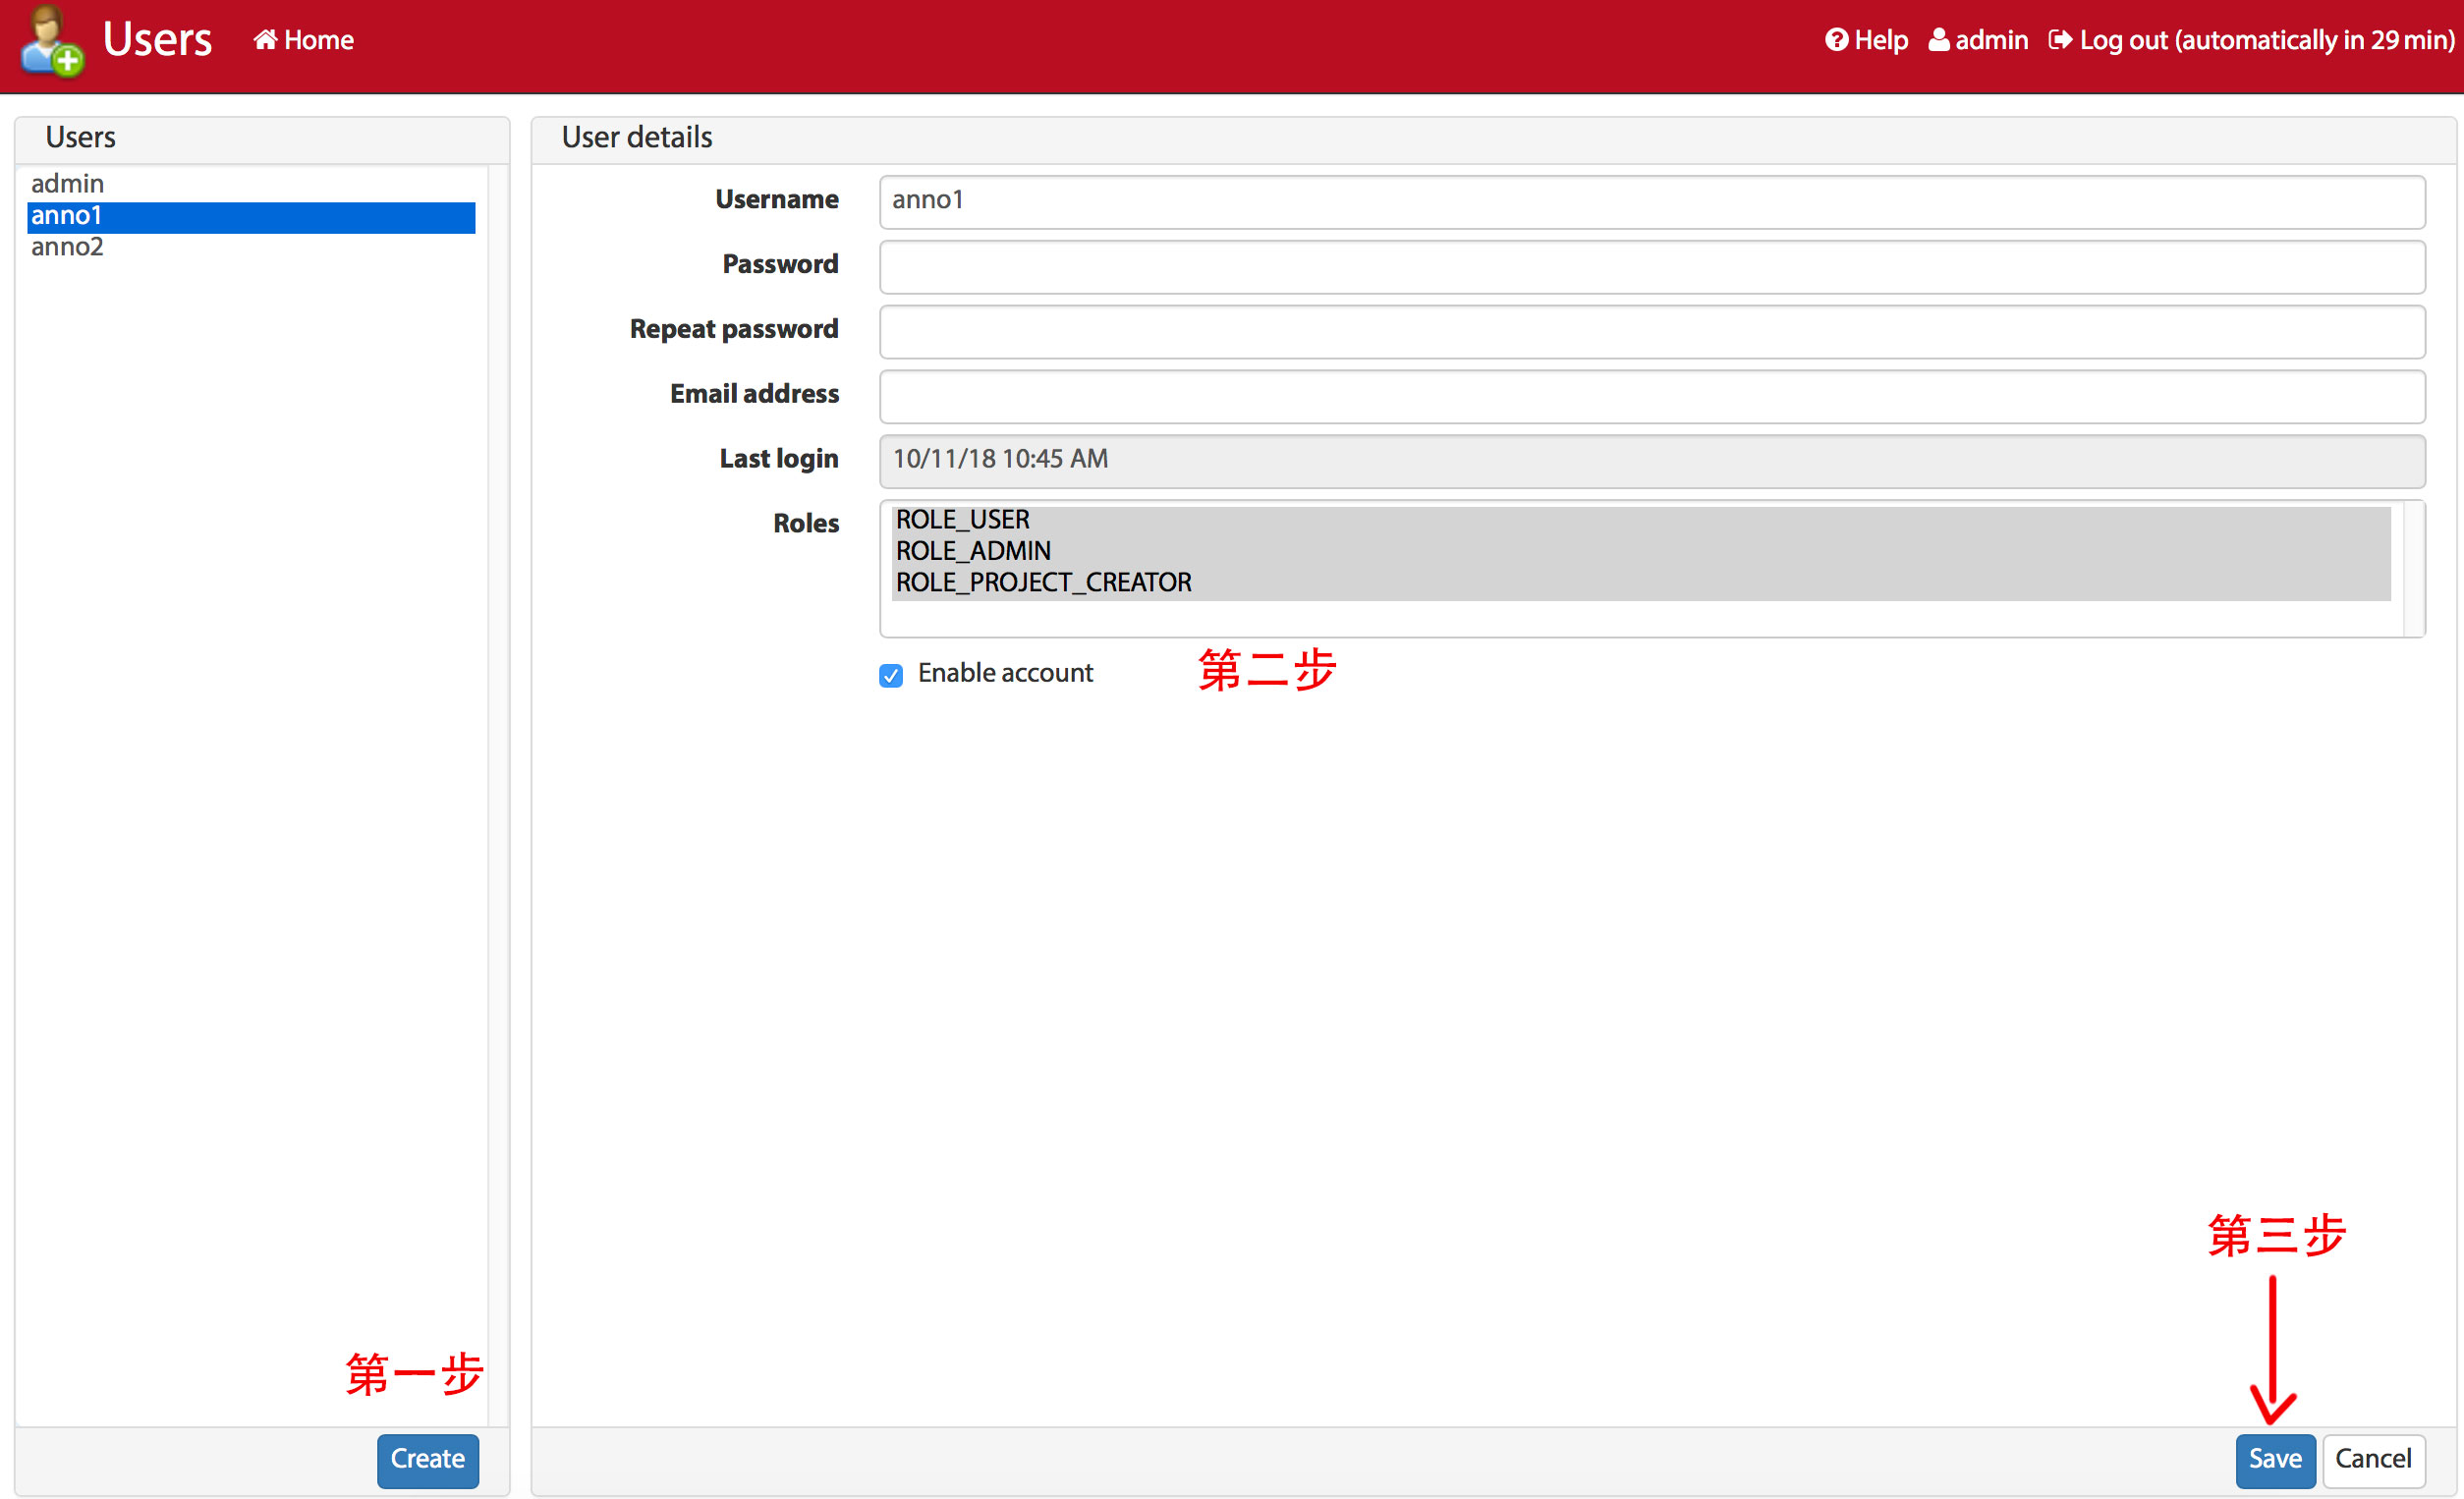 Users Home Help admin Log out (automatically in 29 min)
Users
admin
anno1
anno2
第一步
Create
User details
Username anno1
Password
Repeat password
Email address
Last login 10/11/18 10:45 AM
Roles ROLE_USER
ROLE_ADMIN
ROLE_PROJECT_CREATOR
Enable account 第二步
第三步
Save Cancel